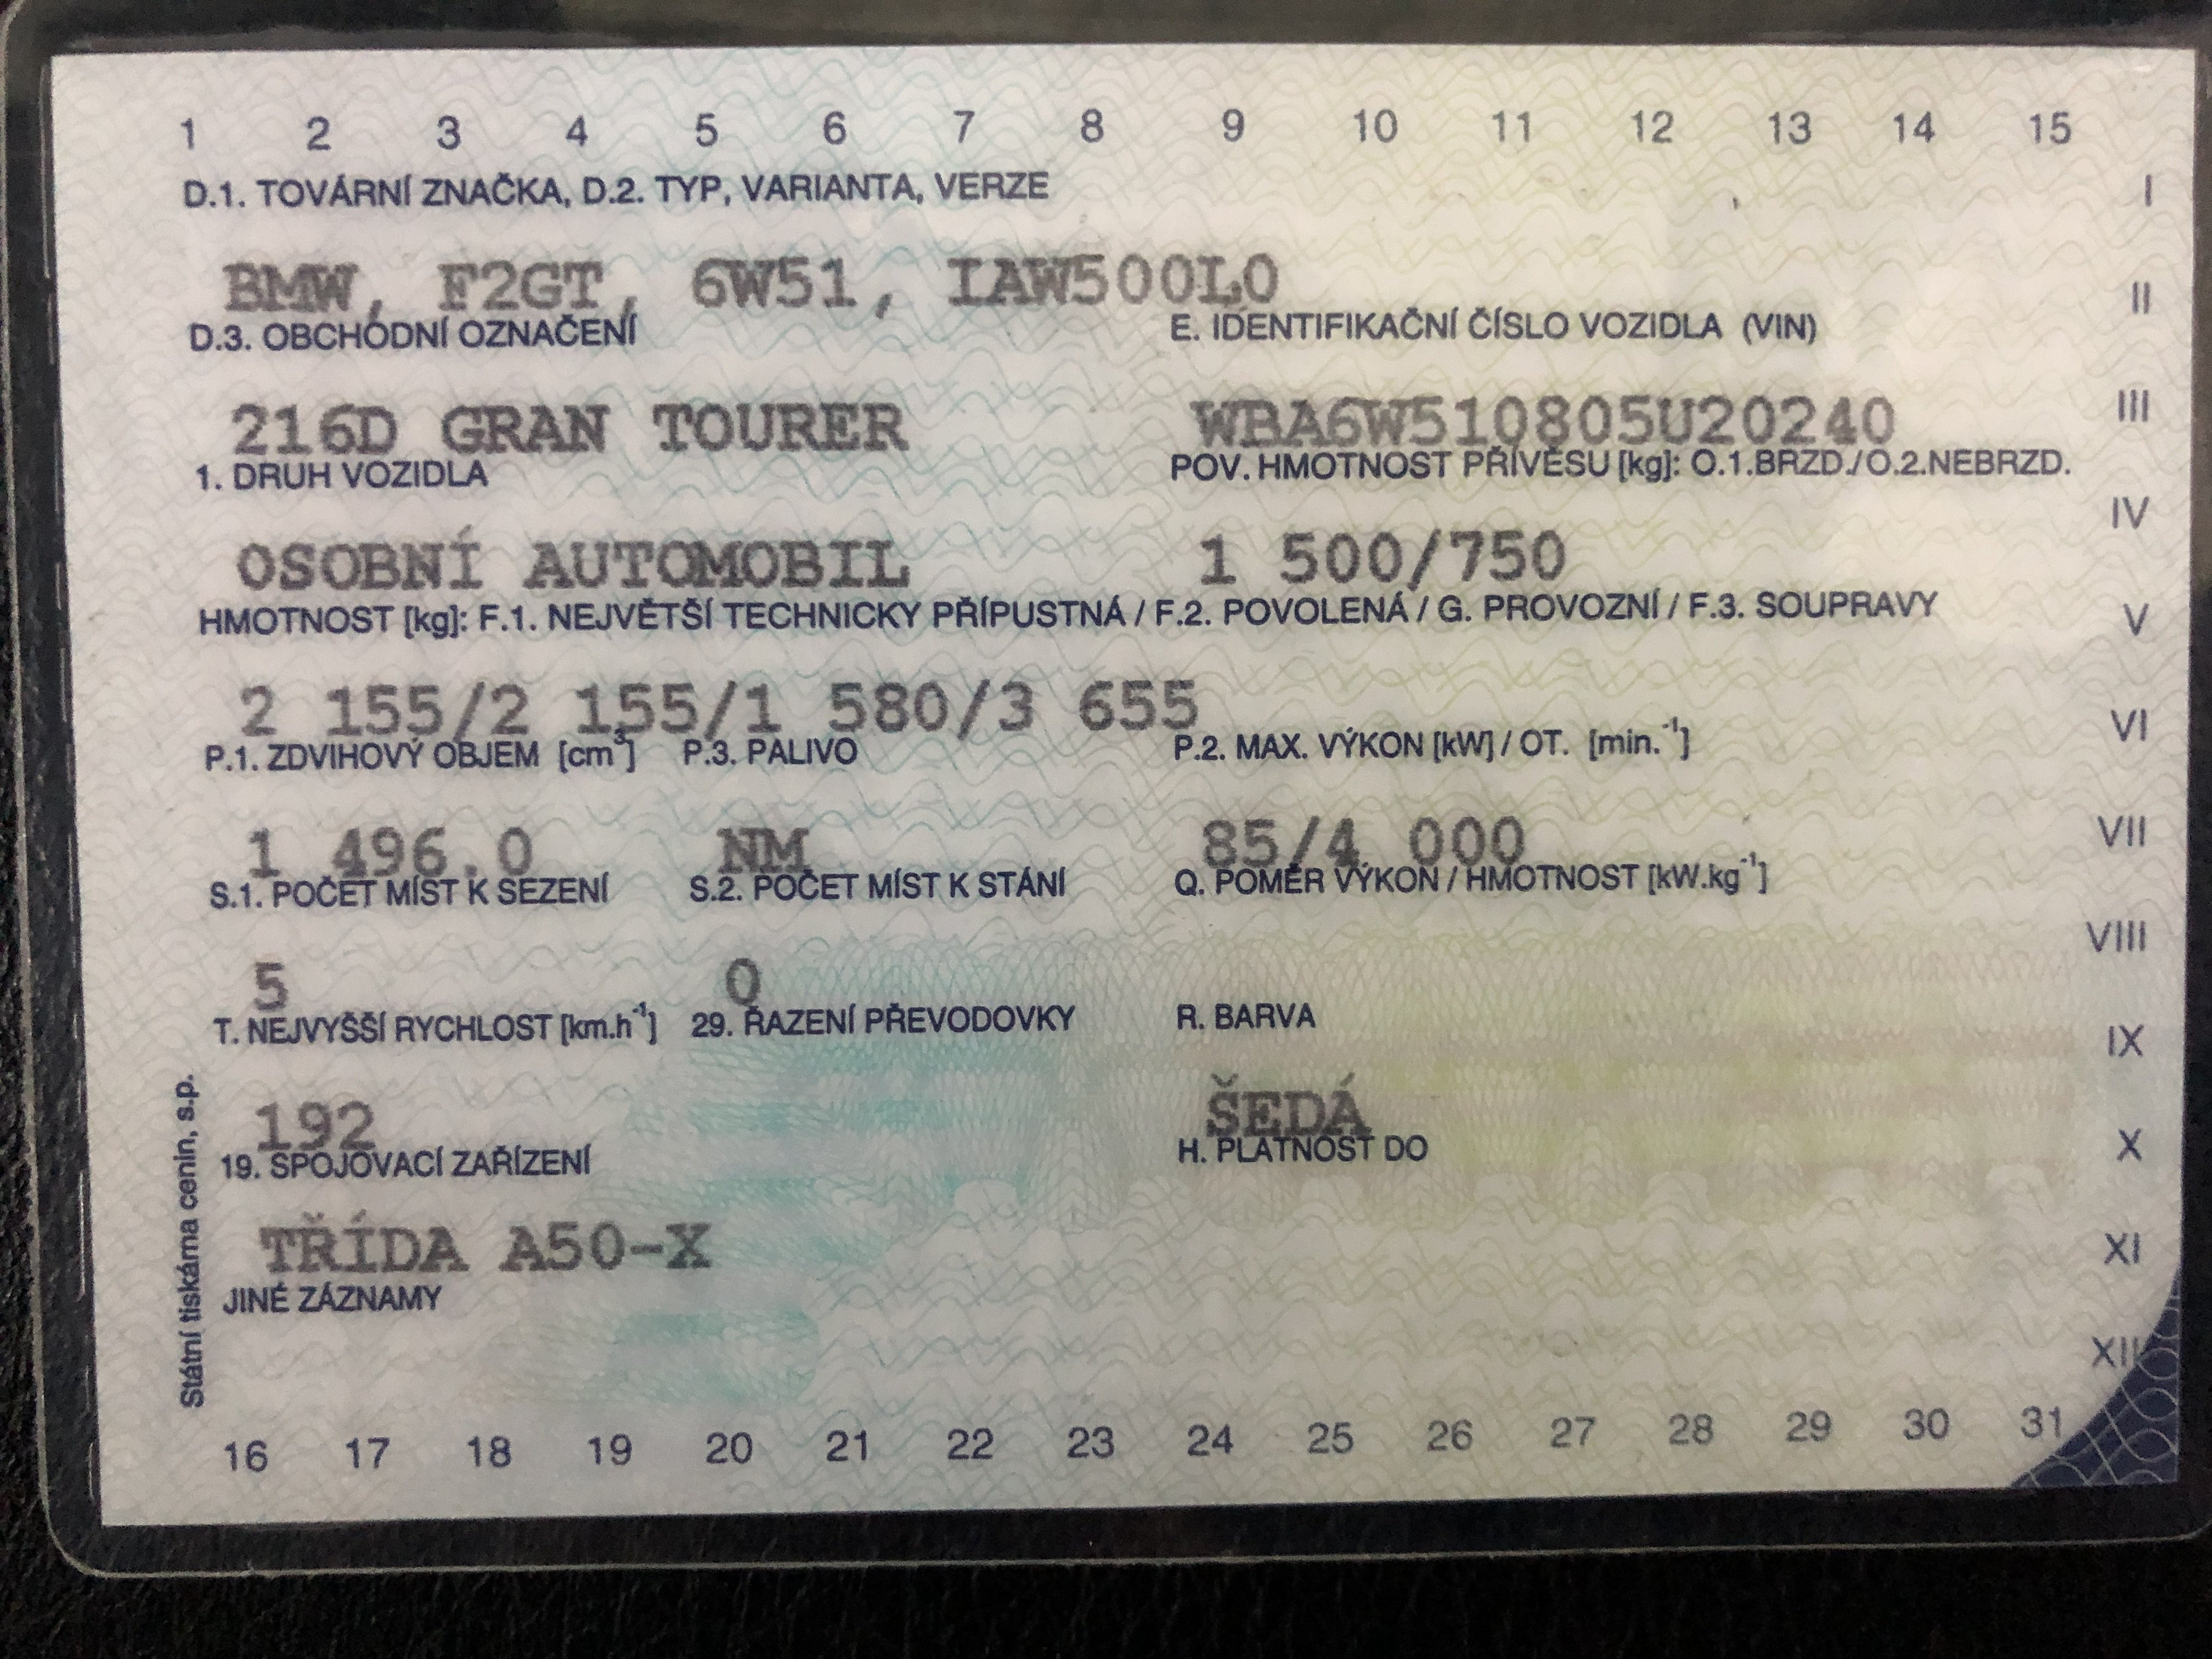 1 2 3 4 5 6 7 8 9 10 11 12 13 14 15
D.1. TOVÁRNÍ ZNAČKA, D.2. TYP, VARIANTA, VERZE I
BMW, F2GT, 6W51, IAW500L0 II
D.3. OBCHODNÍ OZNAČENÍ E. IDENTIFIKAČNÍ ČÍSLO VOZIDLA (VIN)
216D GRAN TOURER WBA6W510805U20240 III
1. DRUH VOZIDLA POV. HMOTNOST PŘÍVĚSU [kg]: O.1.BRZD./O.2.NEBRZD.
IV
OSOBNÍ AUTOMOBIL 1 500/750
HMOTNOST [kg]: F.1. NEJVĚTŠÍ TECHNICKY PŘÍPUSTNÁ / F.2. POVOLENÁ / G. PROVOZNÍ / F.3. SOUPRAVY V
2 155/2 155/1 580/3 655 VI
P.1. ZDVIHOVÝ OBJEM [cm³] P.3. PALIVO P.2. MAX. VÝKON [kW] / OT. [min.⁻¹]
1 496.0 NM 85/4 000 VII
S.1. POČET MÍST K SEZENÍ S.2. POČET MÍST K STÁNÍ Q. POMĚR VÝKON / HMOTNOST [kW.kg⁻¹]
VIII
5 0
T. NEJVYŠŠÍ RYCHLOST [km.h⁻¹] 29. ŘAZENÍ PŘEVODOVKY R. BARVA IX
192 ŠEDÁ
19. SPOJOVACÍ ZAŘÍZENÍ H. PLATNOST DO X
TŘÍDA A50-X XI
JINÉ ZÁZNAMY
XII
Státní tiskárna cenin, s.p.
16 17 18 19 20 21 22 23 24 25 26 27 28 29 30 31